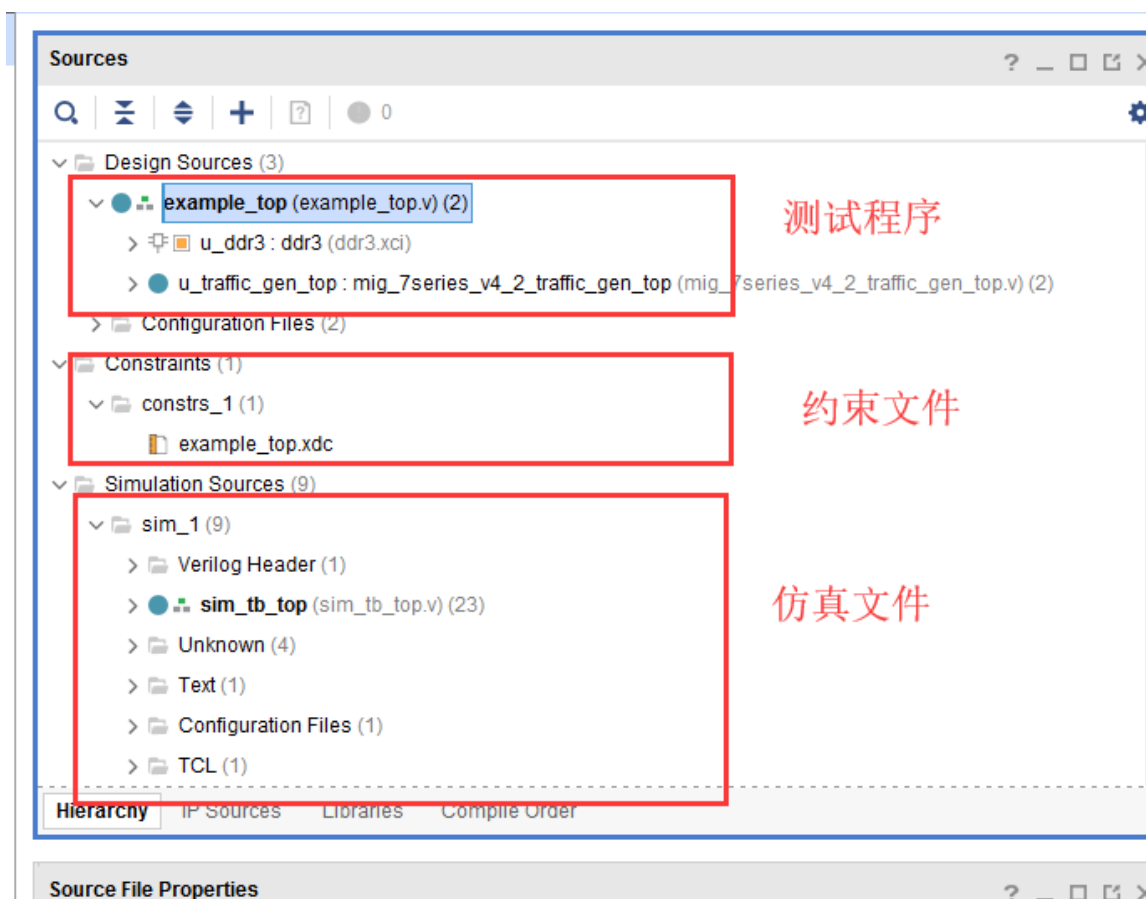 Sources
0
Design Sources (3)
example_top (example_top.v) (2)
测试程序
u_ddr3 : ddr3 (ddr3.xci)
u_traffic_gen_top : mig_7series_v4_2_traffic_gen_top (mig_7series_v4_2_traffic_gen_top.v) (2)
Configuration Files (2)
Constraints (1)
constrs_1 (1)
约束文件
example_top.xdc
Simulation Sources (9)
sim_1 (9)
Verilog Header (1)
sim_tb_top (sim_tb_top.v) (23)
仿真文件
Unknown (4)
Text (1)
Configuration Files (1)
TCL (1)
Hierarchy IP Sources Libraries Compile Order
Source File Properties